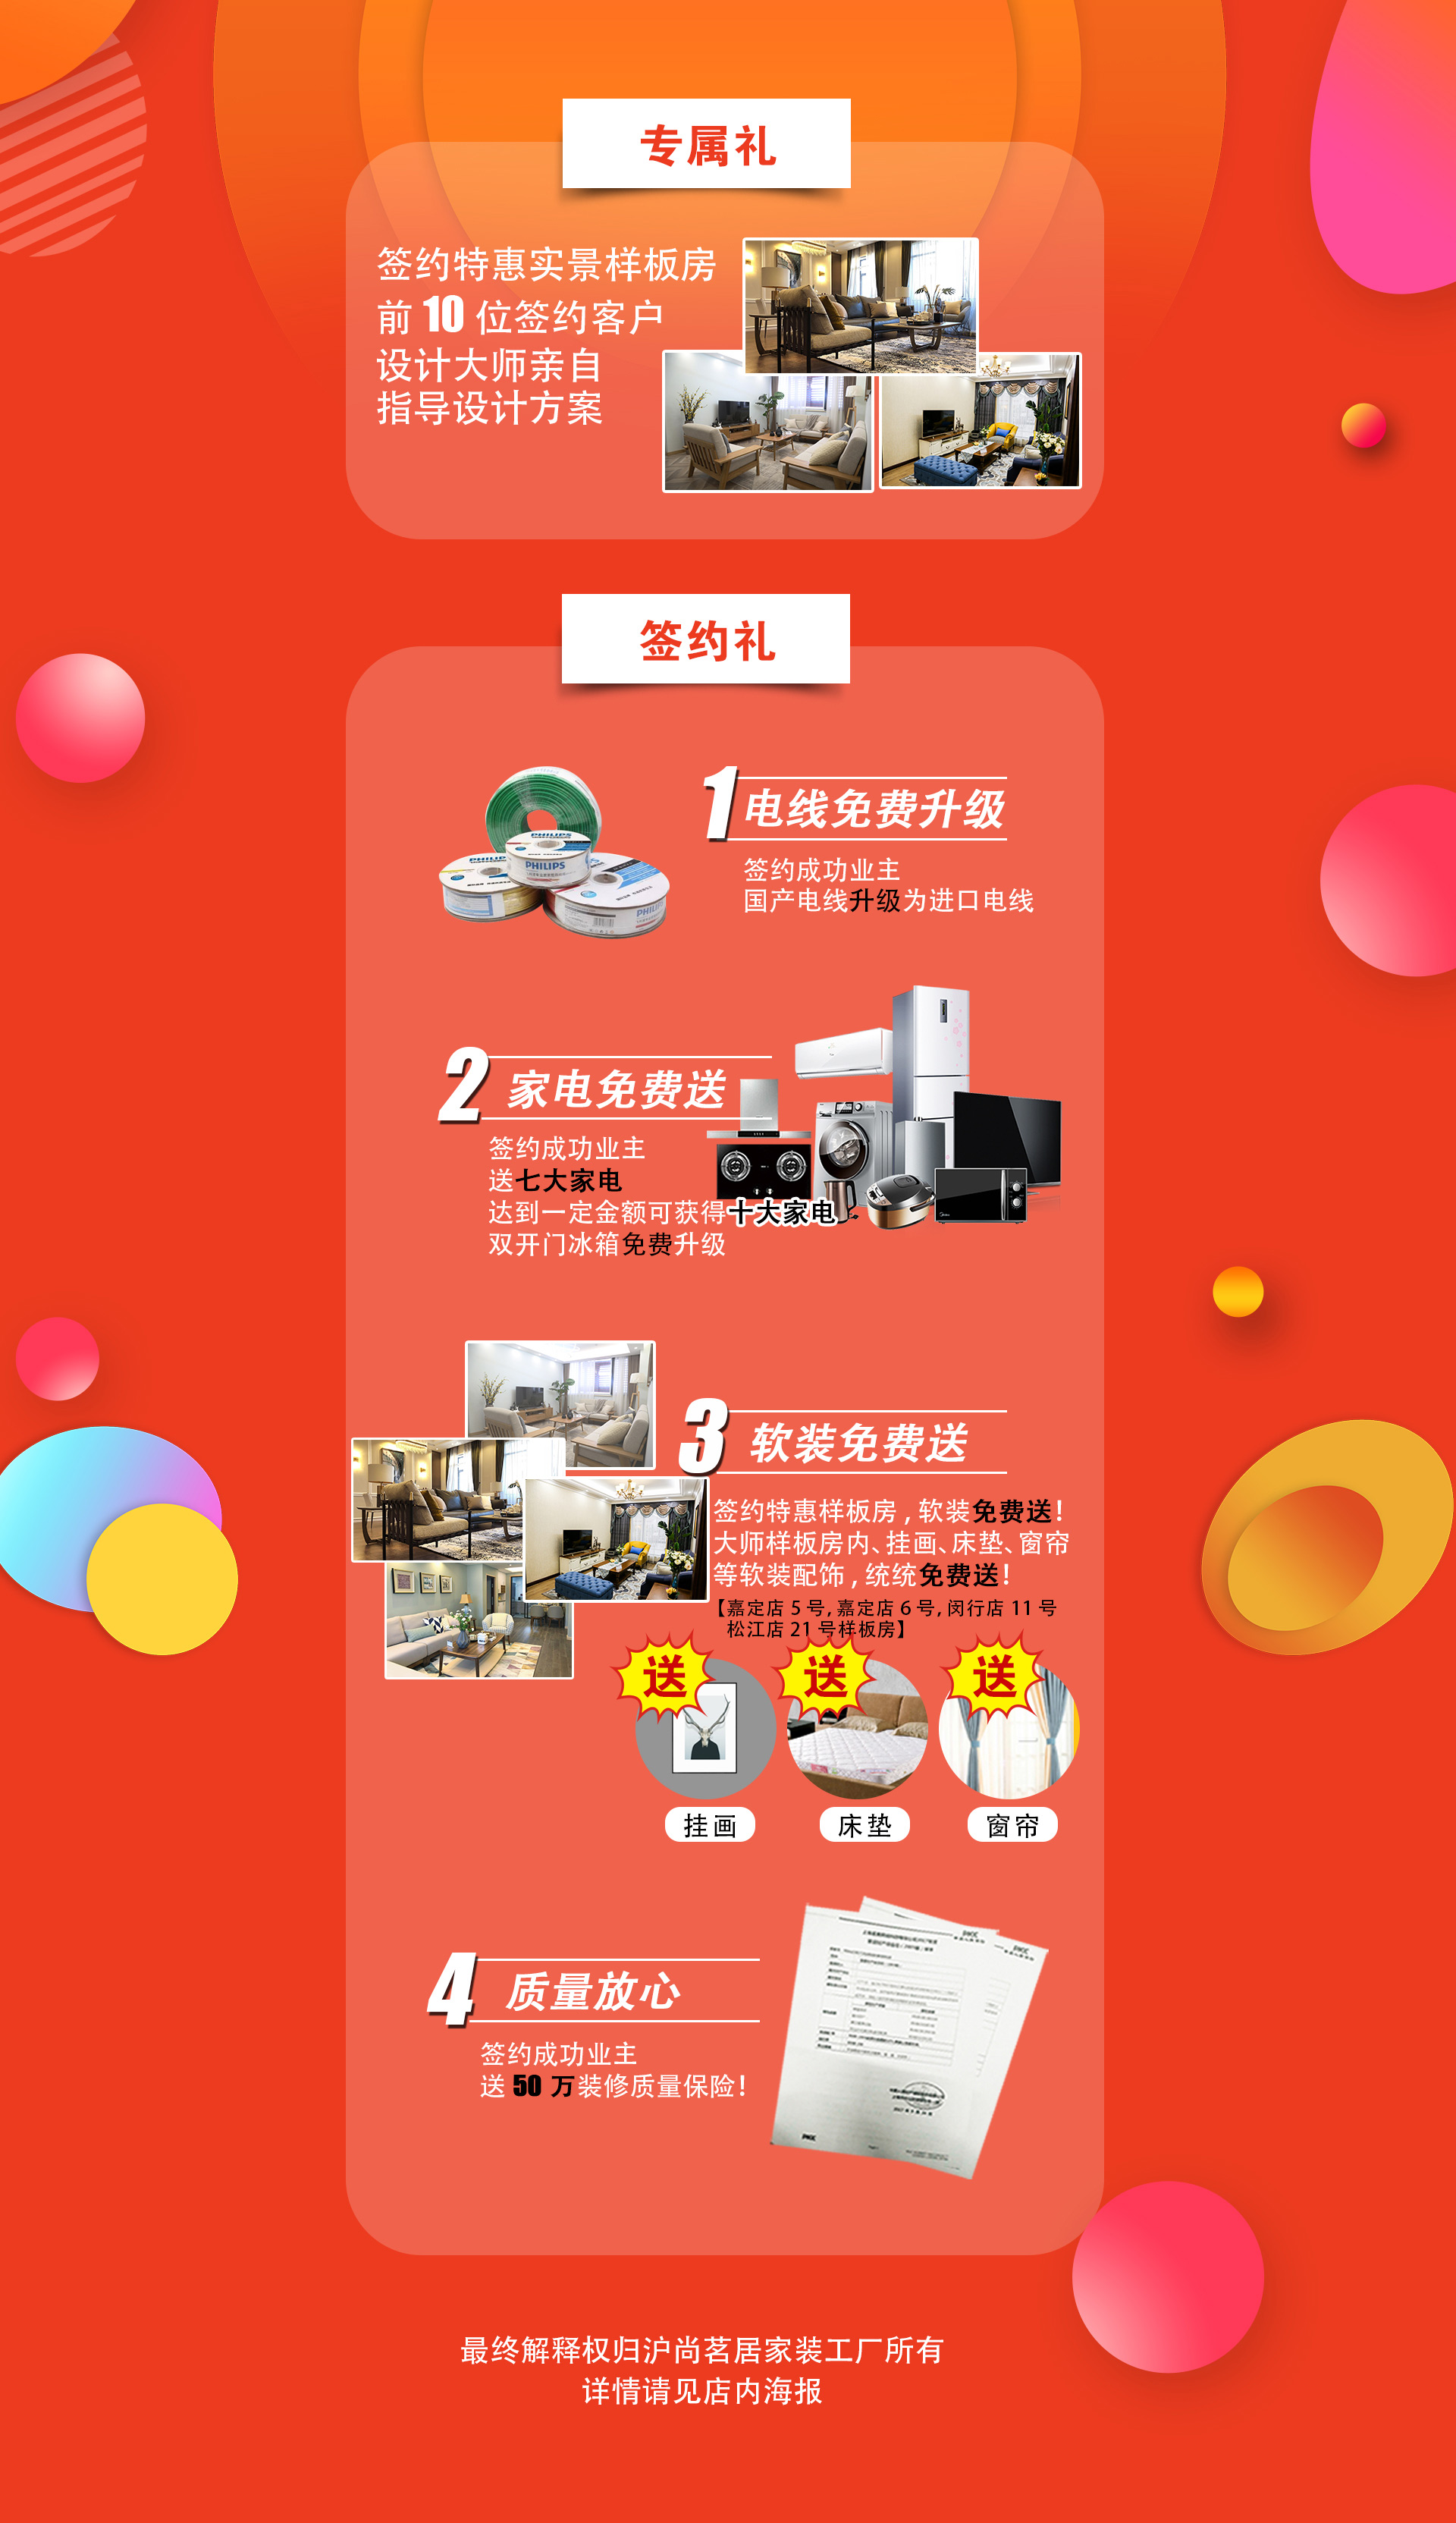 专属礼
签约特惠实景样板房
前 10 位签约客户
设计大师亲自
指导设计方案
签约礼
1 电线免费升级
签约成功业主
国产电线升级为进口电线
PHILIPS
PHILIPS
2 家电免费送
签约成功业主
送七大家电
达到一定金额可获得十大家电
双开门冰箱免费升级
3 软装免费送
签约特惠样板房，软装免费送！
大师样板房内、挂画、床垫、窗帘
等软装配饰，统统免费送！
【嘉定店 5 号，嘉定店 6 号，闵行店 11 号
松江店 21 号样板房】
送 送 送
挂画 床垫 窗帘
4 质量放心
签约成功业主
送 50 万装修质量保险！
最终解释权归沪尚茗居家装工厂所有
详情请见店内海报